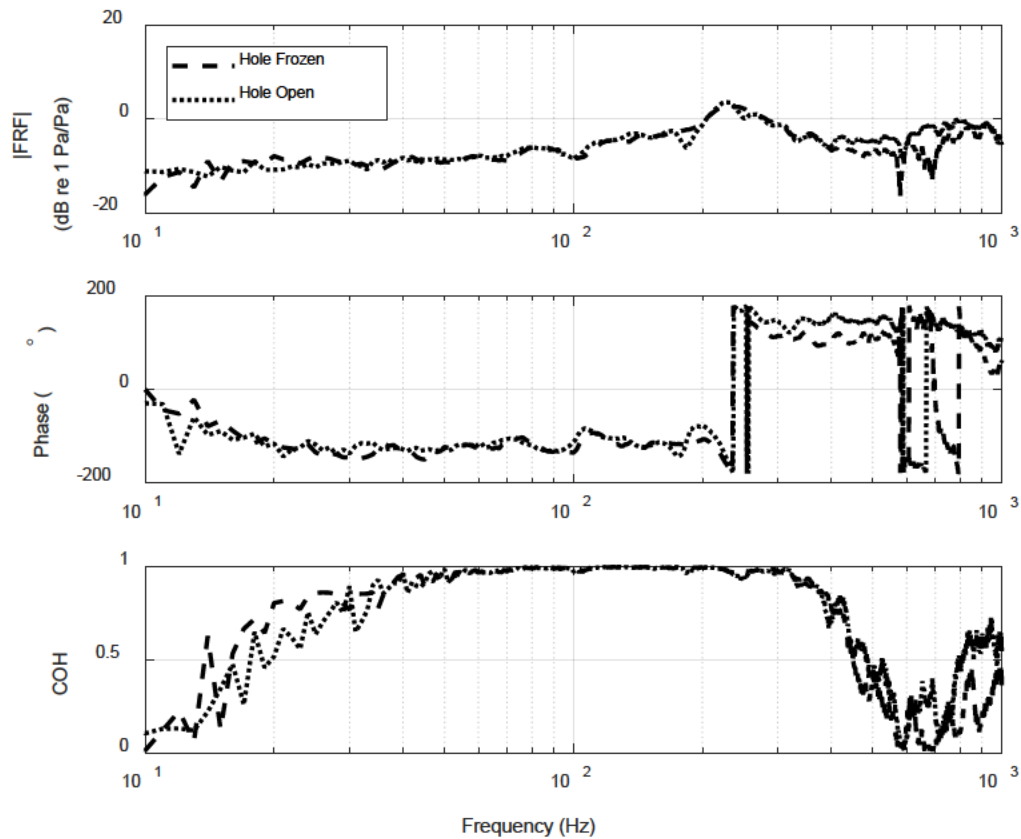 20
Hole Frozen
Hole Open
0
-20
|FRF|
(dB re 1 Pa/Pa)
10 1
10 2
10 3
200
0
-200
Phase ( ° )
10 1
10 2
10 3
1
0.5
0
COH
10 1
10 2
10 3
Frequency (Hz)